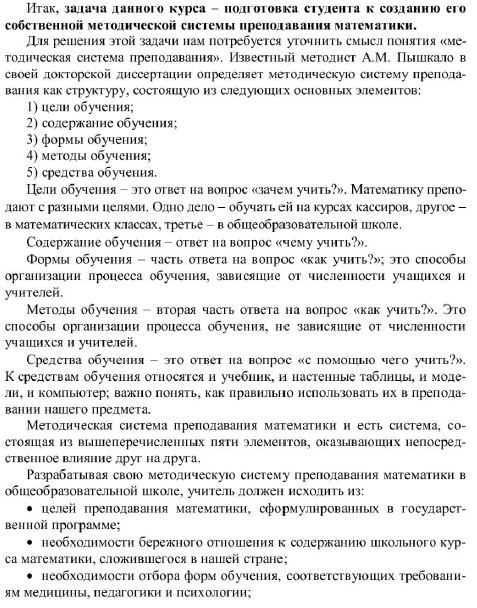 Итак, задача данного курса – подготовка студента к созданию его
собственной методической системы преподавания математики.
Для решения этой задачи нам потребуется уточнить смысл понятия «ме-
тодическая система преподавания». Известный методист А.М. Пышкало в
своей докторской диссертации определяет методическую систему препода-
вания как структуру, состоящую из следующих основных элементов:
1) цели обучения;
2) содержание обучения;
3) формы обучения;
4) методы обучения;
5) средства обучения.
Цели обучения – это ответ на вопрос «зачем учить?». Математику препо-
дают с разными целями. Одно дело – обучать ей на курсах кассиров, другое –
в математических классах, третье – в общеобразовательной школе.
Содержание обучения – ответ на вопрос «чему учить?».
Формы обучения – часть ответа на вопрос «как учить?»; это способы
организации процесса обучения, зависящие от численности учащихся и
учителей.
Методы обучения – вторая часть ответа на вопрос «как учить?». Это
способы организации процесса обучения, не зависящие от численности
учащихся и учителей.
Средства обучения – это ответ на вопрос «с помощью чего учить?».
К средствам обучения относятся и учебник, и настенные таблицы, и моде-
ли, и компьютер; важно понять, как правильно использовать их в препода-
вании нашего предмета.
Методическая система преподавания математики и есть система, со-
стоящая из вышеперечисленных пяти элементов, оказывающих непосред-
ственное влияние друг на друга.
Разрабатывая свою методическую систему преподавания математики в
общеобразовательной школе, учитель должен исходить из:
• целей преподавания математики, сформулированных в государст-
венной программе;
• необходимости бережного отношения к содержанию школьного кур-
са математики, сложившегося в нашей стране;
• необходимости отбора форм обучения, соответствующих требовани-
ям медицины, педагогики и психологии;